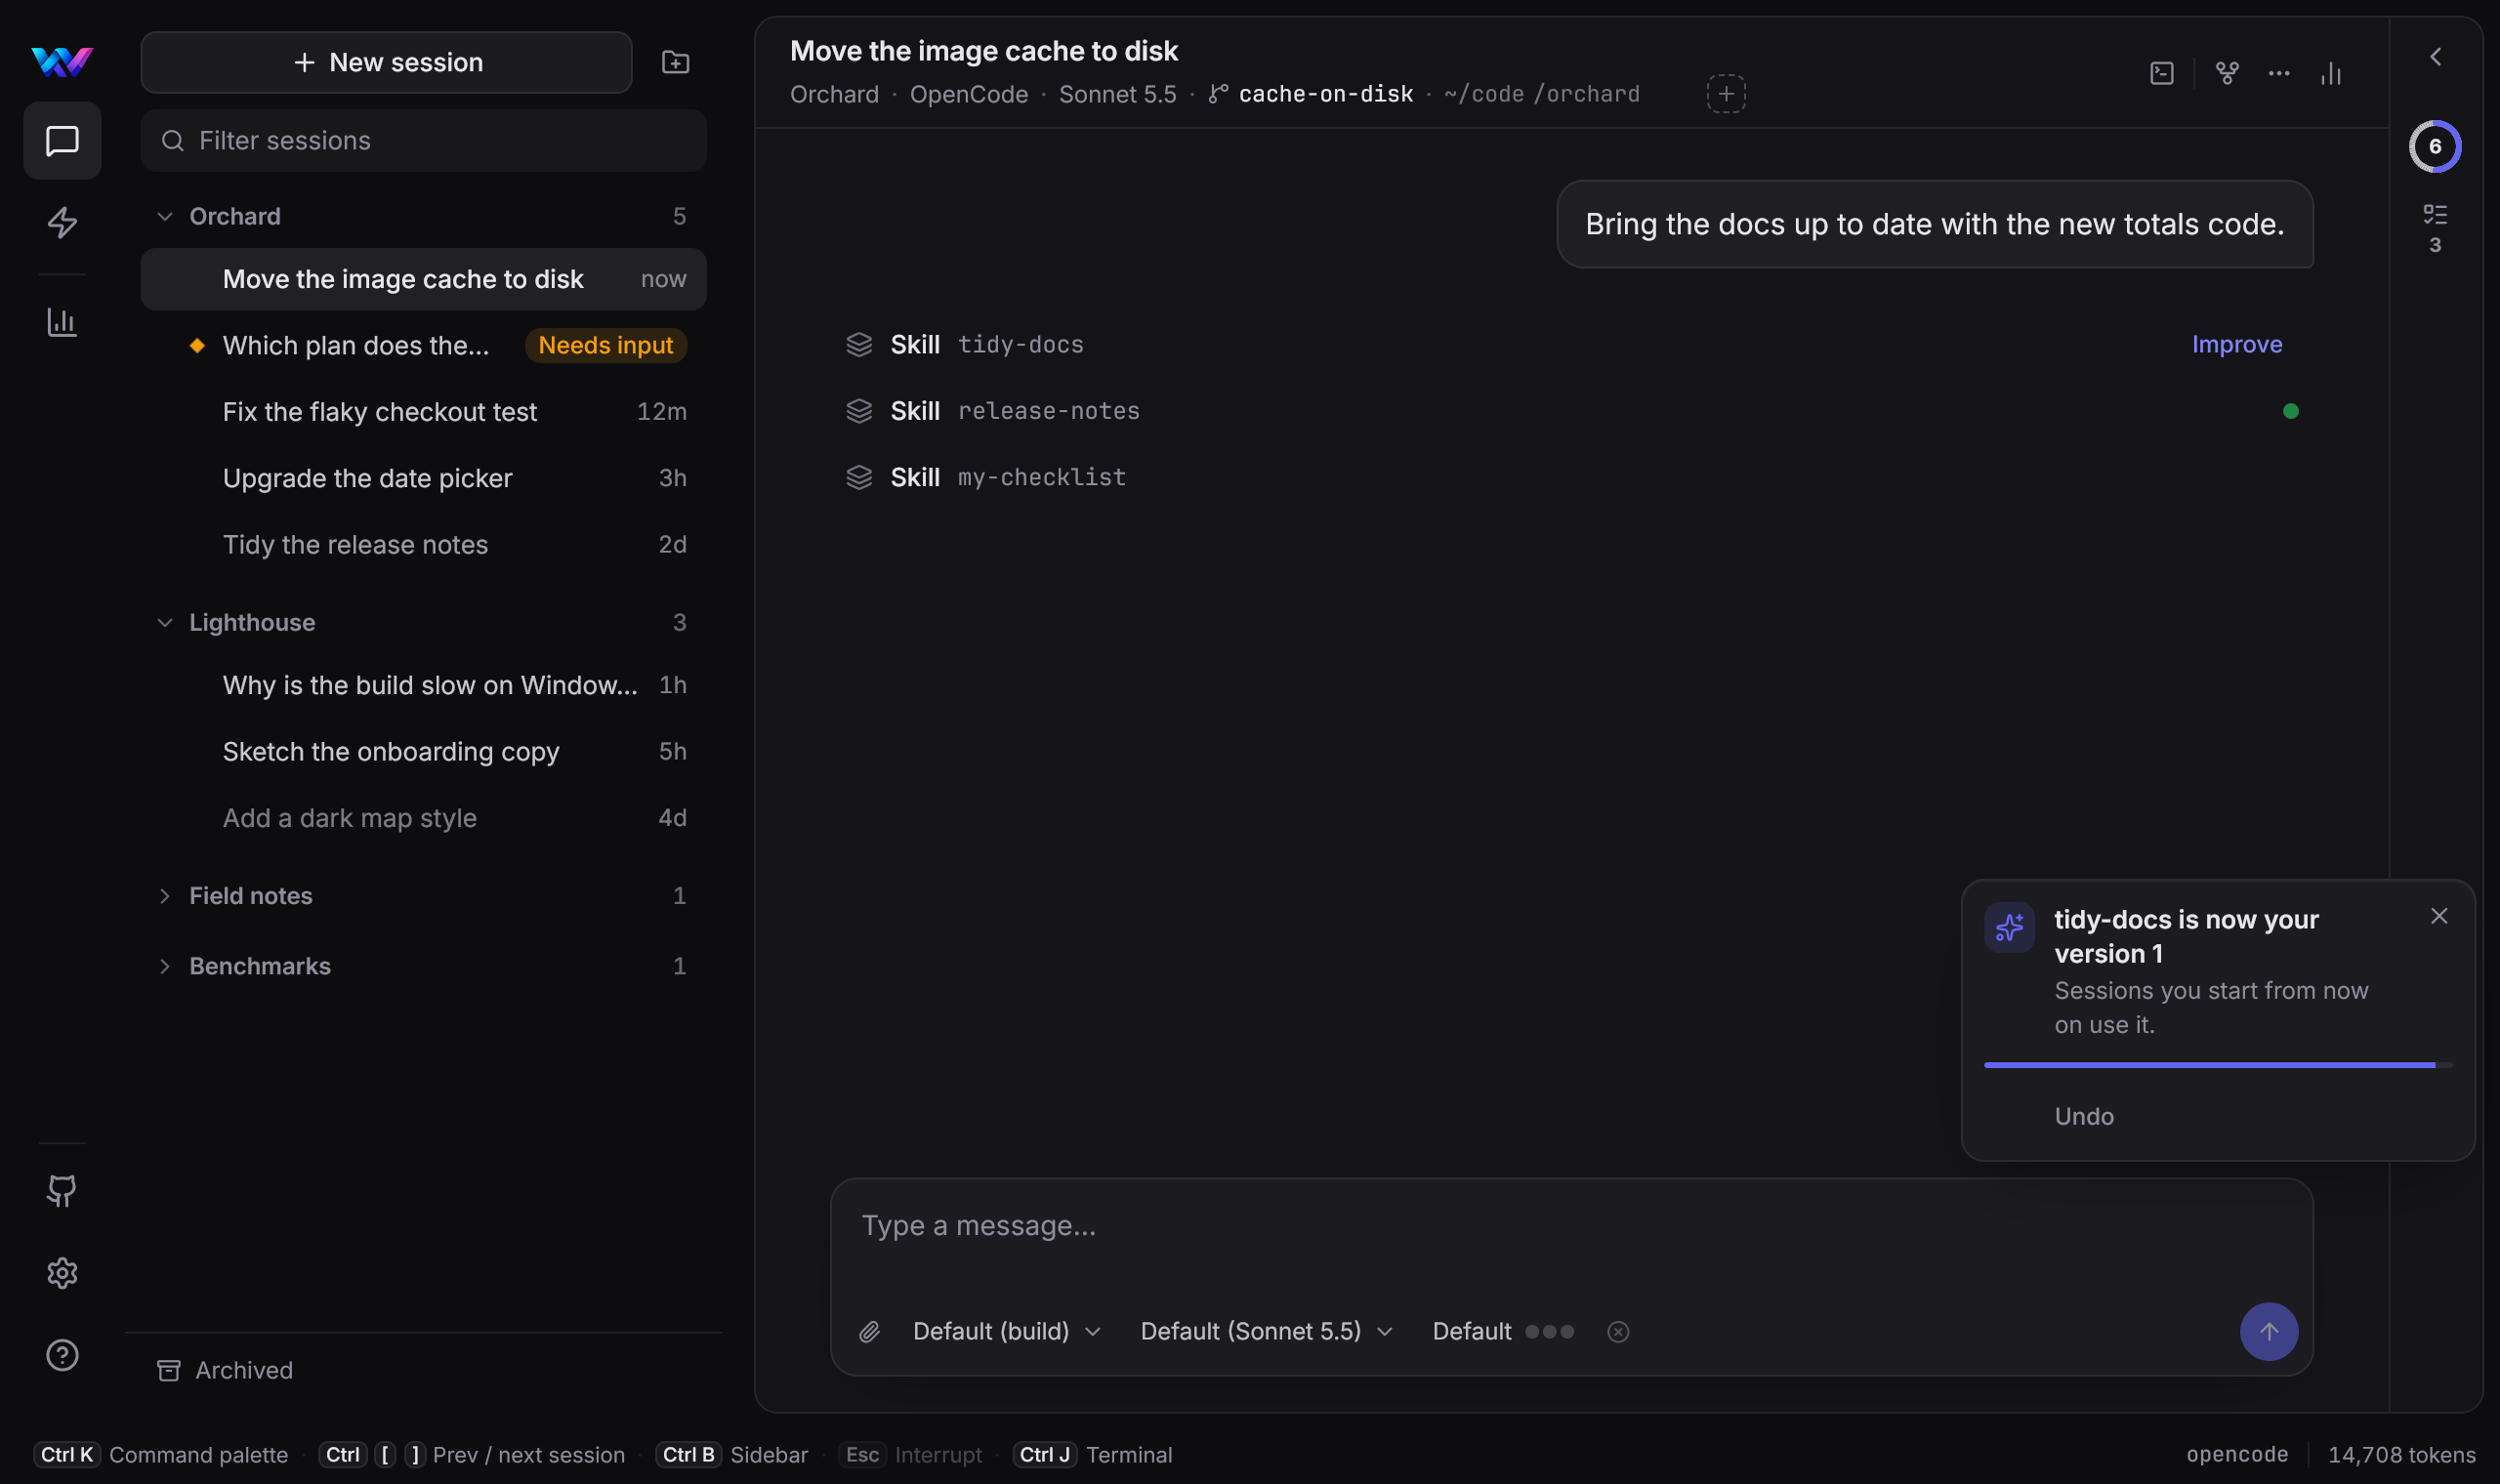 New session
Filter sessions
Orchard 5
Move the image cache to disk now
Which plan does the... Needs input
Fix the flaky checkout test 12m
Upgrade the date picker 3h
Tidy the release notes 2d
Lighthouse 3
Why is the build slow on Window... 1h
Sketch the onboarding copy 5h
Add a dark map style 4d
Field notes 1
Benchmarks 1
Archived
Move the image cache to disk
Orchard · OpenCode · Sonnet 5.5 · cache-on-disk · ~/code /orchard
6
3
Bring the docs up to date with the new totals code.
Skill tidy-docs Improve
Skill release-notes
Skill my-checklist
tidy-docs is now your
version 1
Sessions you start from now
on use it.
Undo
Type a message...
Default (build) Default (Sonnet 5.5) Default
Ctrl K Command palette · Ctrl [ ] Prev / next session · Ctrl B Sidebar · Esc Interrupt · Ctrl J Terminal
opencode 14,708 tokens